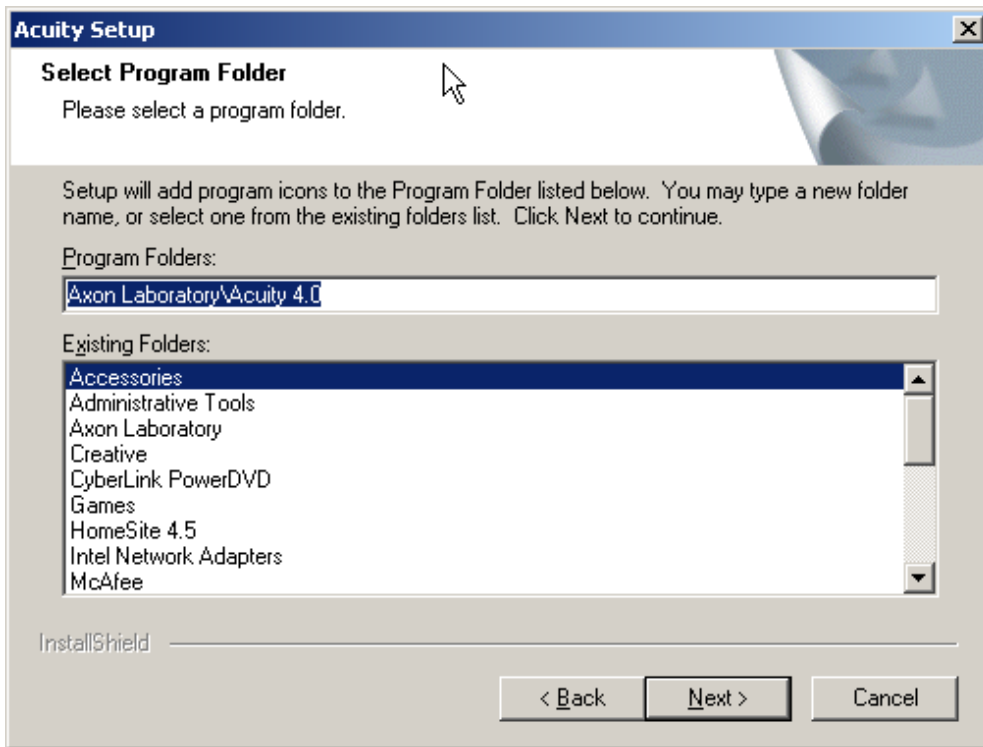 Acuity Setup
Select Program Folder
Please select a program folder.
Setup will add program icons to the Program Folder listed below.  You may type a new folder
name, or select one from the existing folders list.  Click Next to continue.
Program Folders:
Axon Laboratory\Acuity 4.0
Existing Folders:
Accessories
Administrative Tools
Axon Laboratory
Creative
CyberLink PowerDVD
Games
HomeSite 4.5
Intel Network Adapters
McAfee
InstallShield
< Back
Next >
Cancel